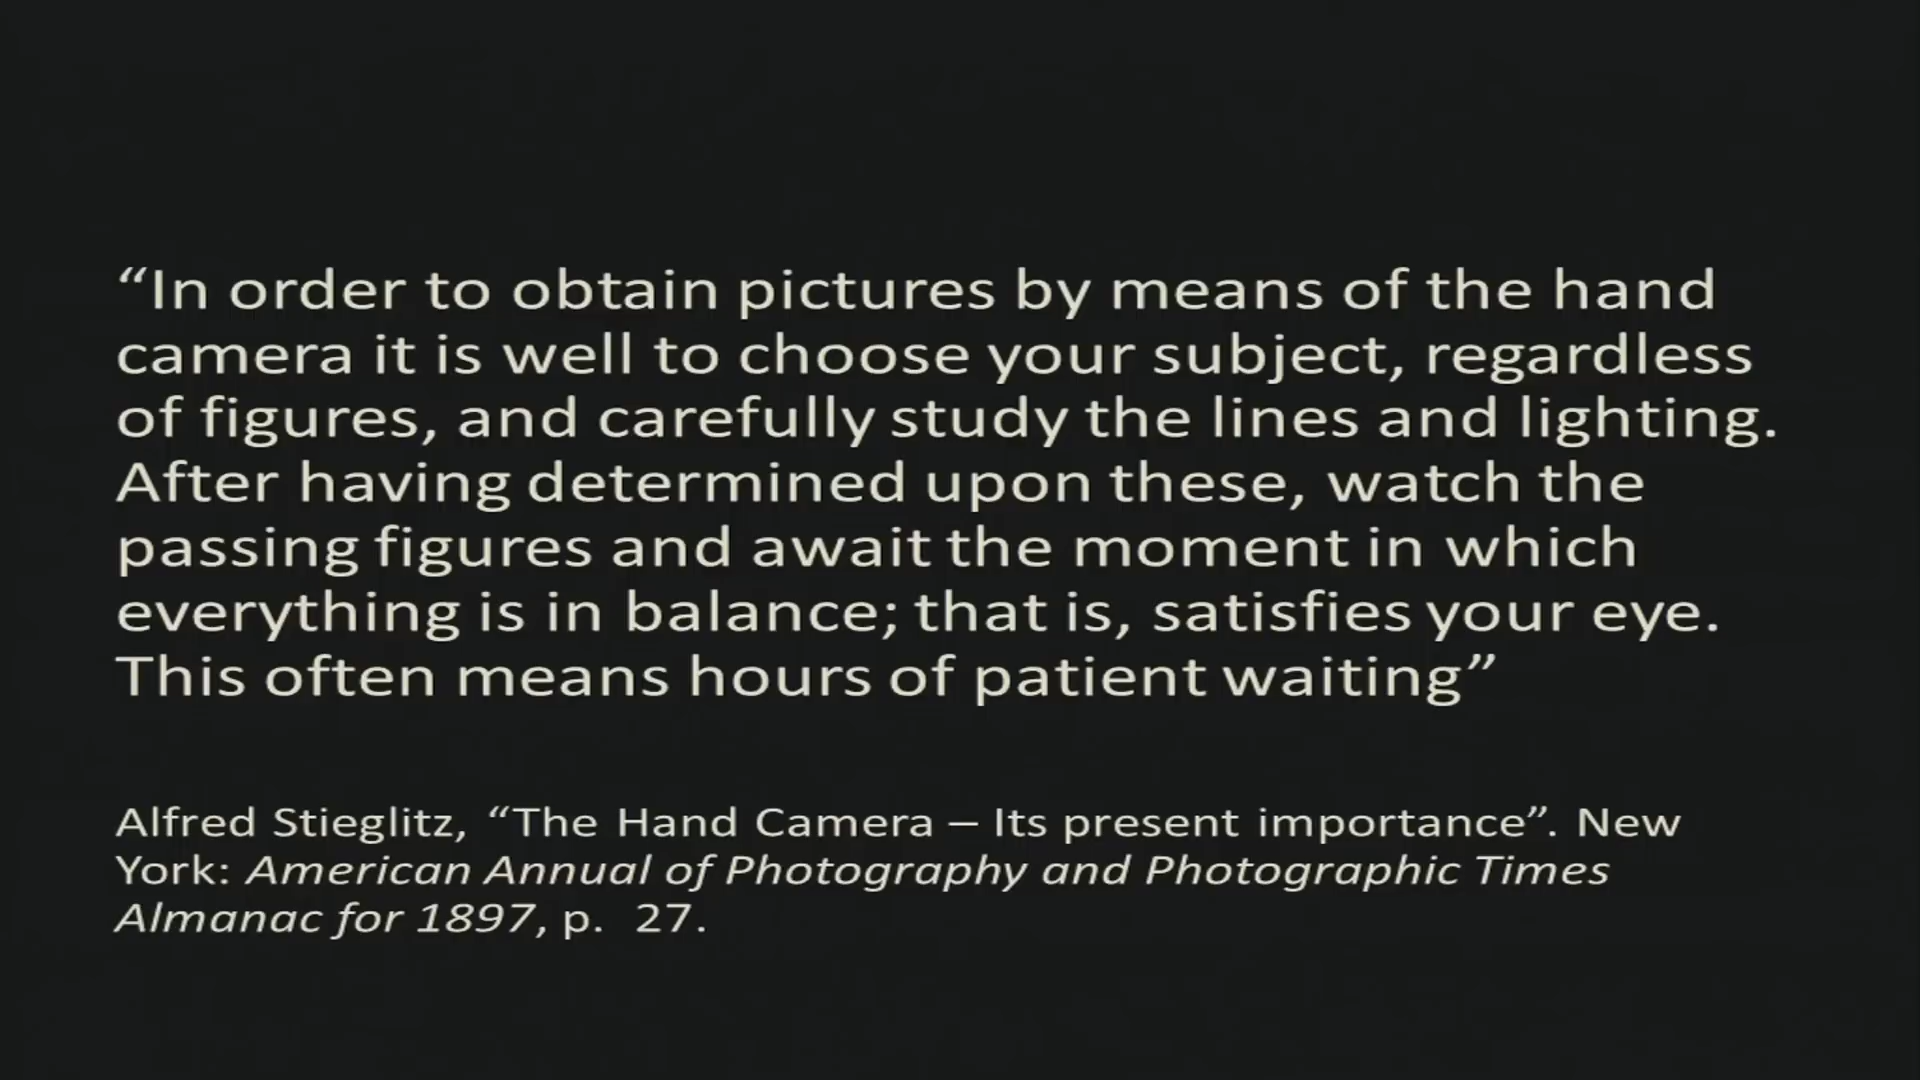 “In order to obtain pictures by means of the hand
camera it is well to choose your subject, regardless
of figures, and carefully study the lines and lighting.
After having determined upon these, watch the
passing figures and await the moment in which
everything is in balance; that is, satisfies your eye.
This often means hours of patient waiting”
Alfred Stieglitz, “The Hand Camera – Its present importance”. New
York: American Annual of Photography and Photographic Times
Almanac for 1897, p.  27.